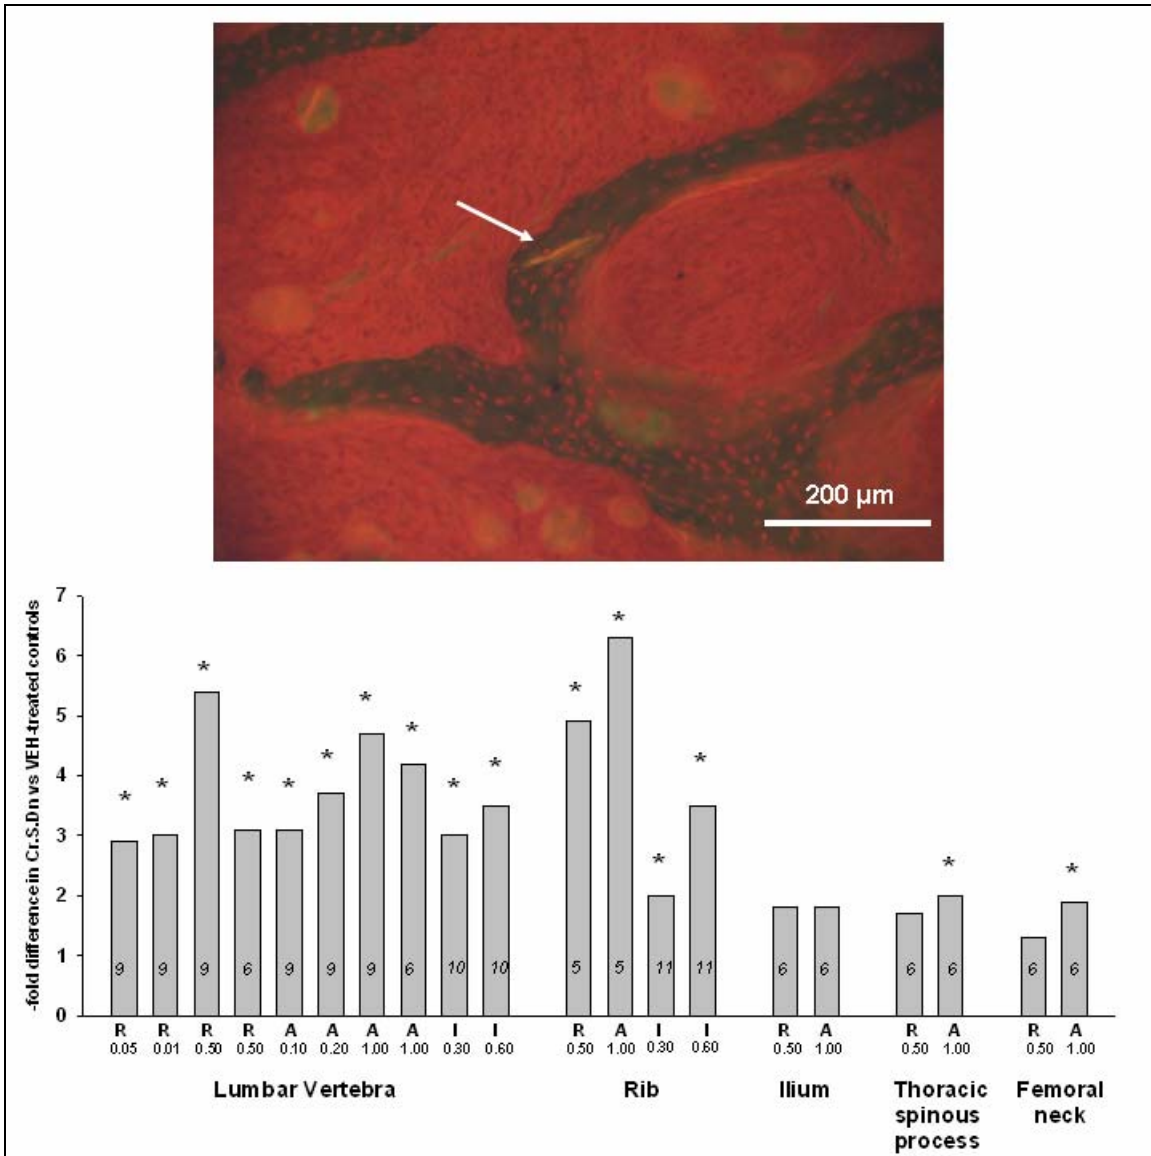 200 µm
-fold difference in Cr.S.Dn vs VEH-treated controls
7
6
5
4
3
2
1
0
* * * * * * * * * * * * * * * *
9 9 9 6 9 9 9 6 10 10 5 5 11 11 6 6 6 6 6 6
R R R R A A A A I I R A I I R A R A R A
0.05 0.01 0.50 0.50 0.10 0.20 1.00 1.00 0.30 0.60 0.50 1.00 0.30 0.60 0.50 1.00 0.50 1.00 0.50 1.00
Lumbar Vertebra Rib Ilium Thoracic Femoral
spinous neck
process